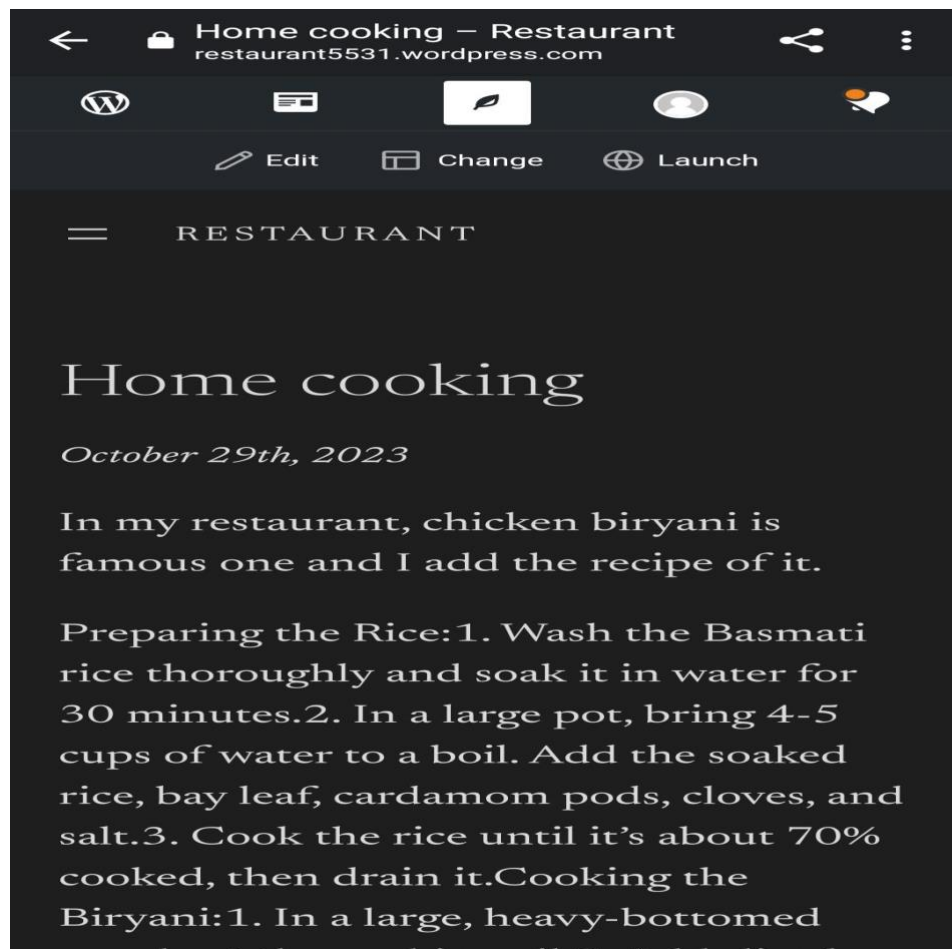 Home cooking – Restaurant
restaurant5531.wordpress.com
Edit Change Launch
RESTAURANT
Home cooking
October 29th, 2023
In my restaurant, chicken biryani is
famous one and I add the recipe of it.
Preparing the Rice:1. Wash the Basmati
rice thoroughly and soak it in water for
30 minutes.2. In a large pot, bring 4-5
cups of water to a boil. Add the soaked
rice, bay leaf, cardamom pods, cloves, and
salt.3. Cook the rice until it’s about 70%
cooked, then drain it.Cooking the
Biryani:1. In a large, heavy-bottomed